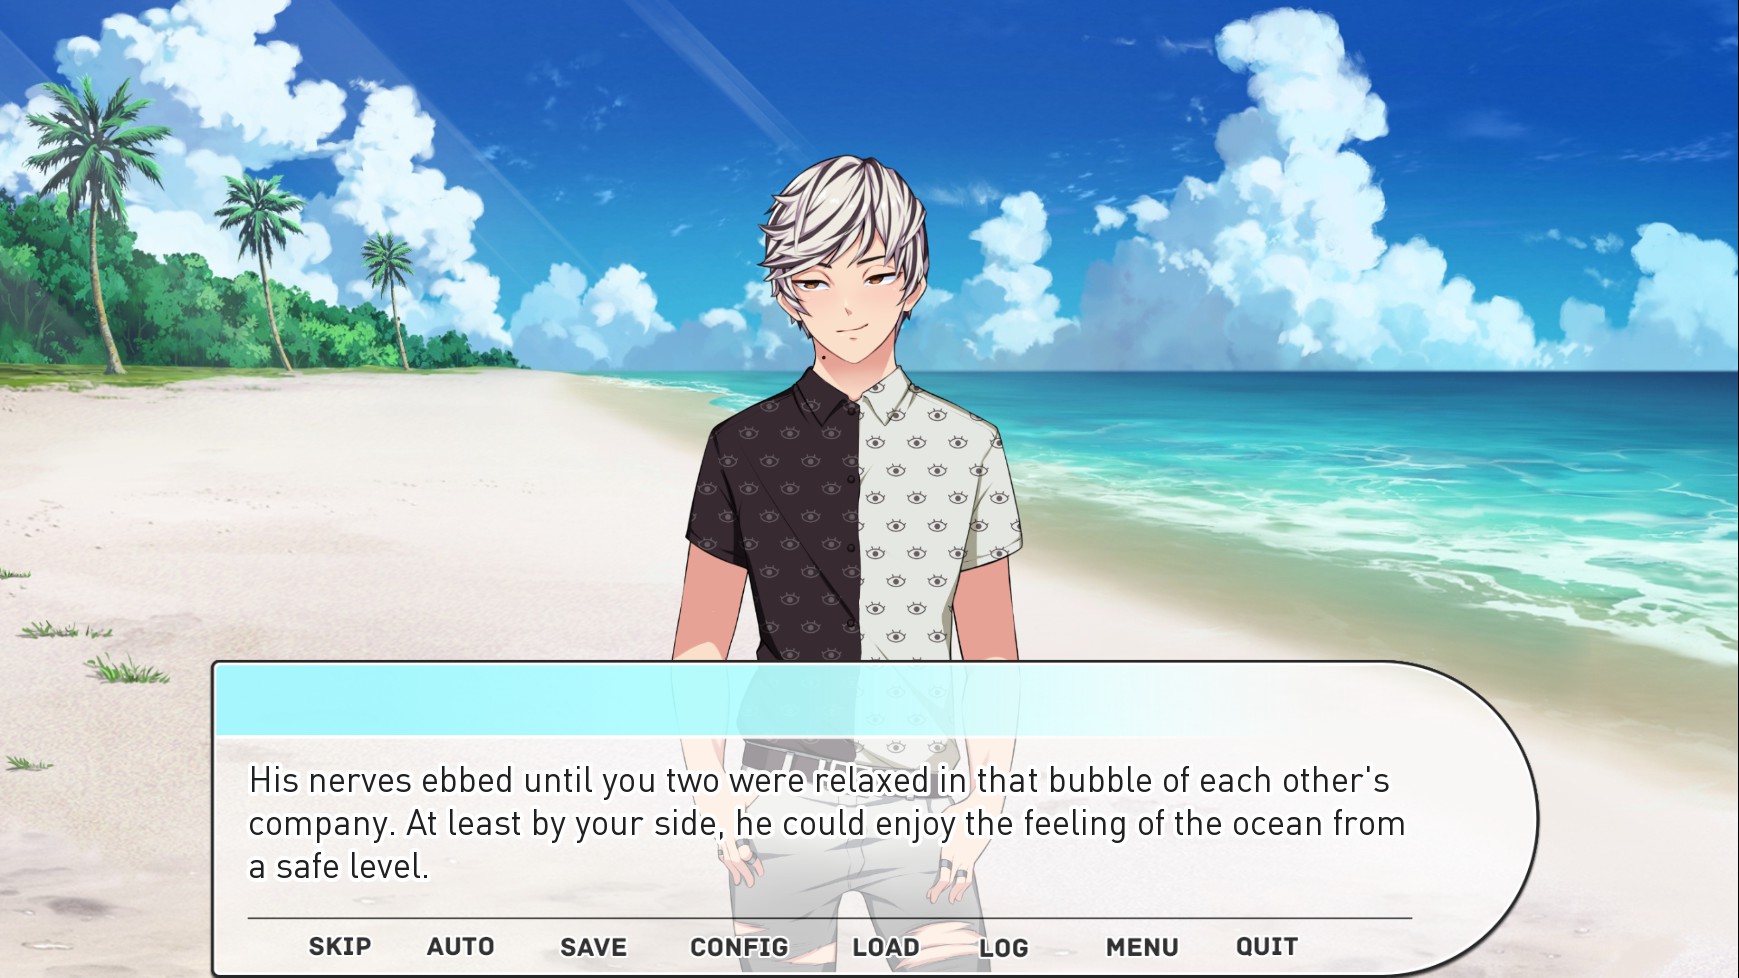 His nerves ebbed until you two were relaxed in that bubble of each other's
company. At least by your side, he could enjoy the feeling of the ocean from
a safe level.
SKIP AUTO SAVE CONFIG LOAD LOG MENU QUIT